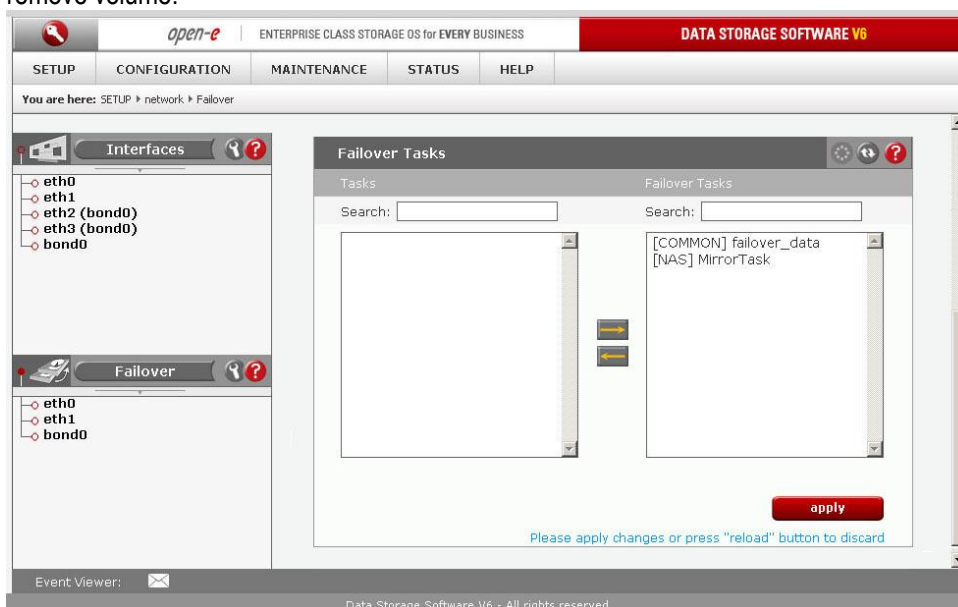 remove volume.
open-e | ENTERPRISE CLASS STORAGE OS for EVERY BUSINESS DATA STORAGE SOFTWARE V6
SETUP CONFIGURATION MAINTENANCE STATUS HELP
You are here: SETUP network Failover
Interfaces ?
eth0
eth1
eth2 (bond0)
eth3 (bond0)
bond0
Failover ?
eth0
eth1
bond0
Failover Tasks ?
Tasks Failover Tasks
Search: Search:
[COMMON] failover_data
[NAS] MirrorTask
apply
Please apply changes or press "reload" button to discard
Event Viewer:
Data Storage Software V6 - All rights reserved